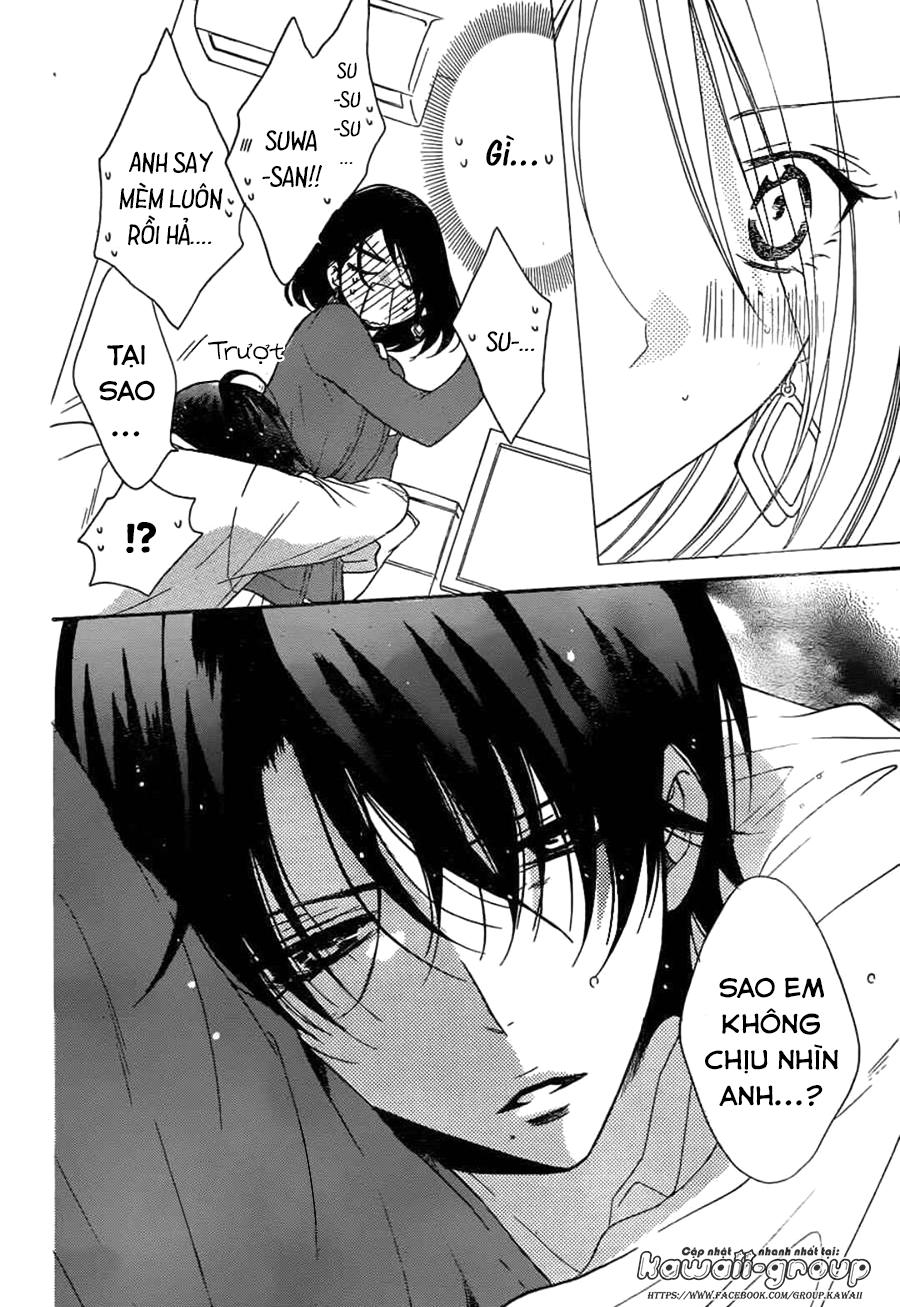 GÌ...
SU-...
SU
-SU
-SU
...
SUWA
-SAN!!
ANH SAY
MÈM LUÔN
RỒI HẢ....
Trượt
TẠI
SAO
...
!?
SAO EM
KHÔNG
CHỊU NHÌN
ANH...?
Cập nhật nhanh nhất tại:
kawaii-group
HTTPS://WWW.FACEBOOK.COM/GROUP.KAWAII